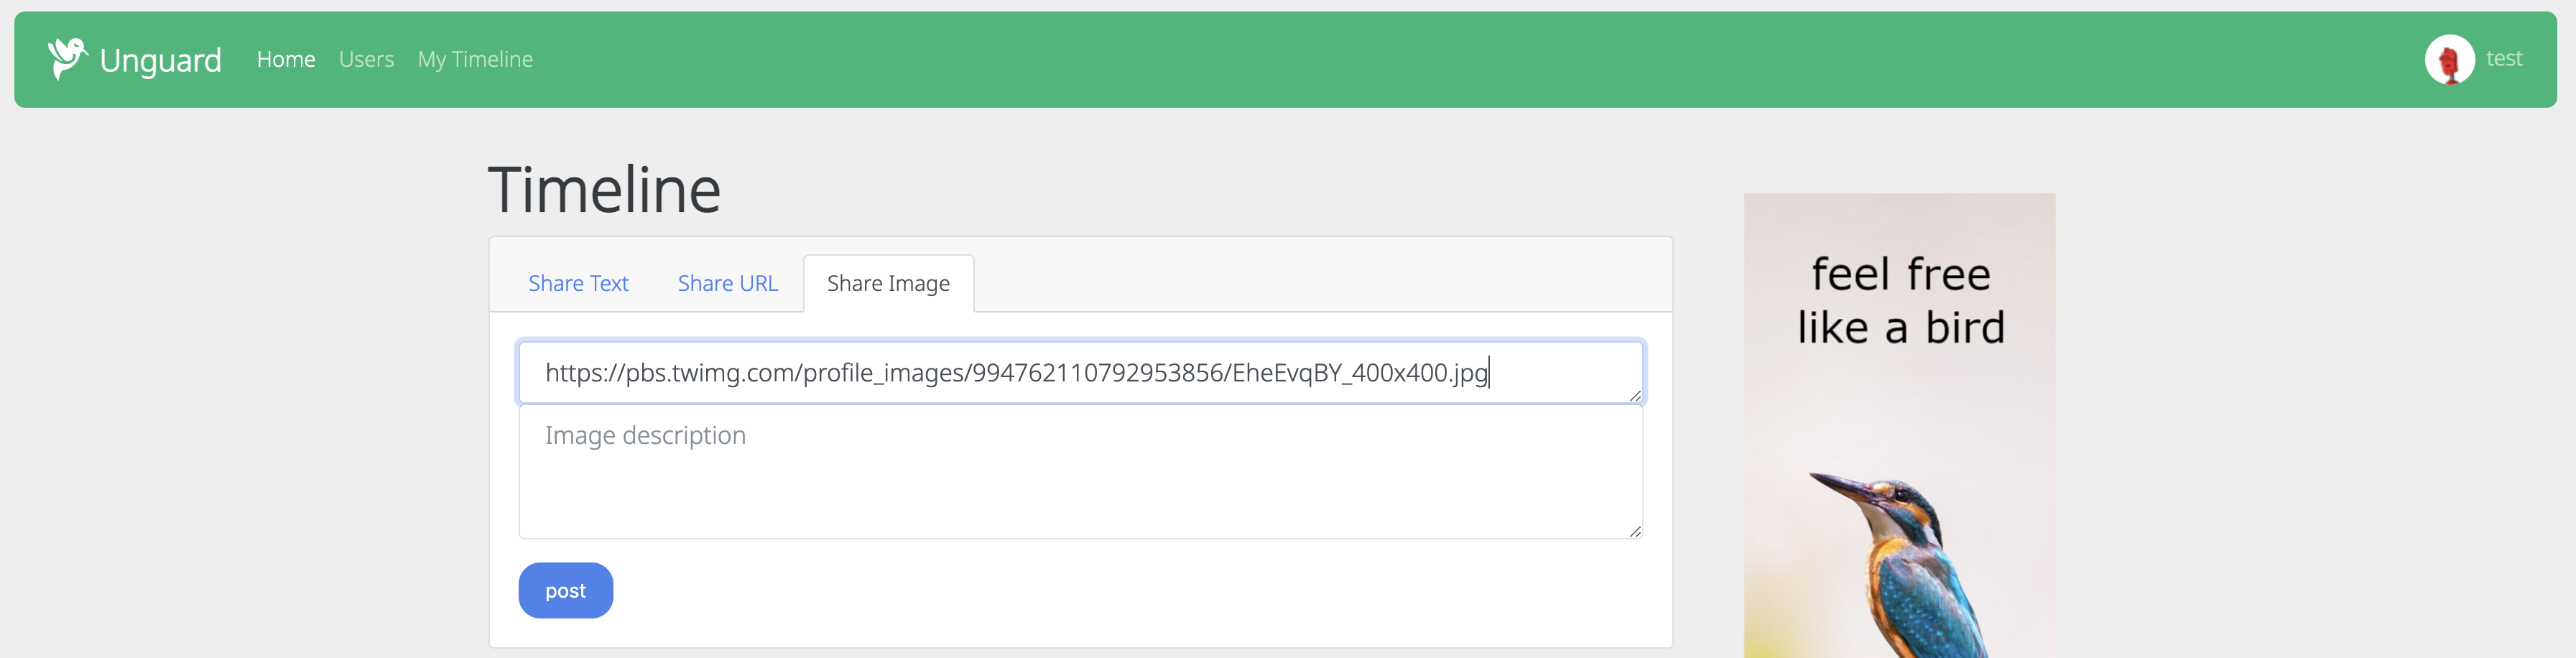 Unguard Home Users My Timeline test
Timeline
Share Text Share URL Share Image
https://pbs.twimg.com/profile_images/994762110792953856/EheEvqBY_400x400.jpg
Image description
post
feel free
like a bird